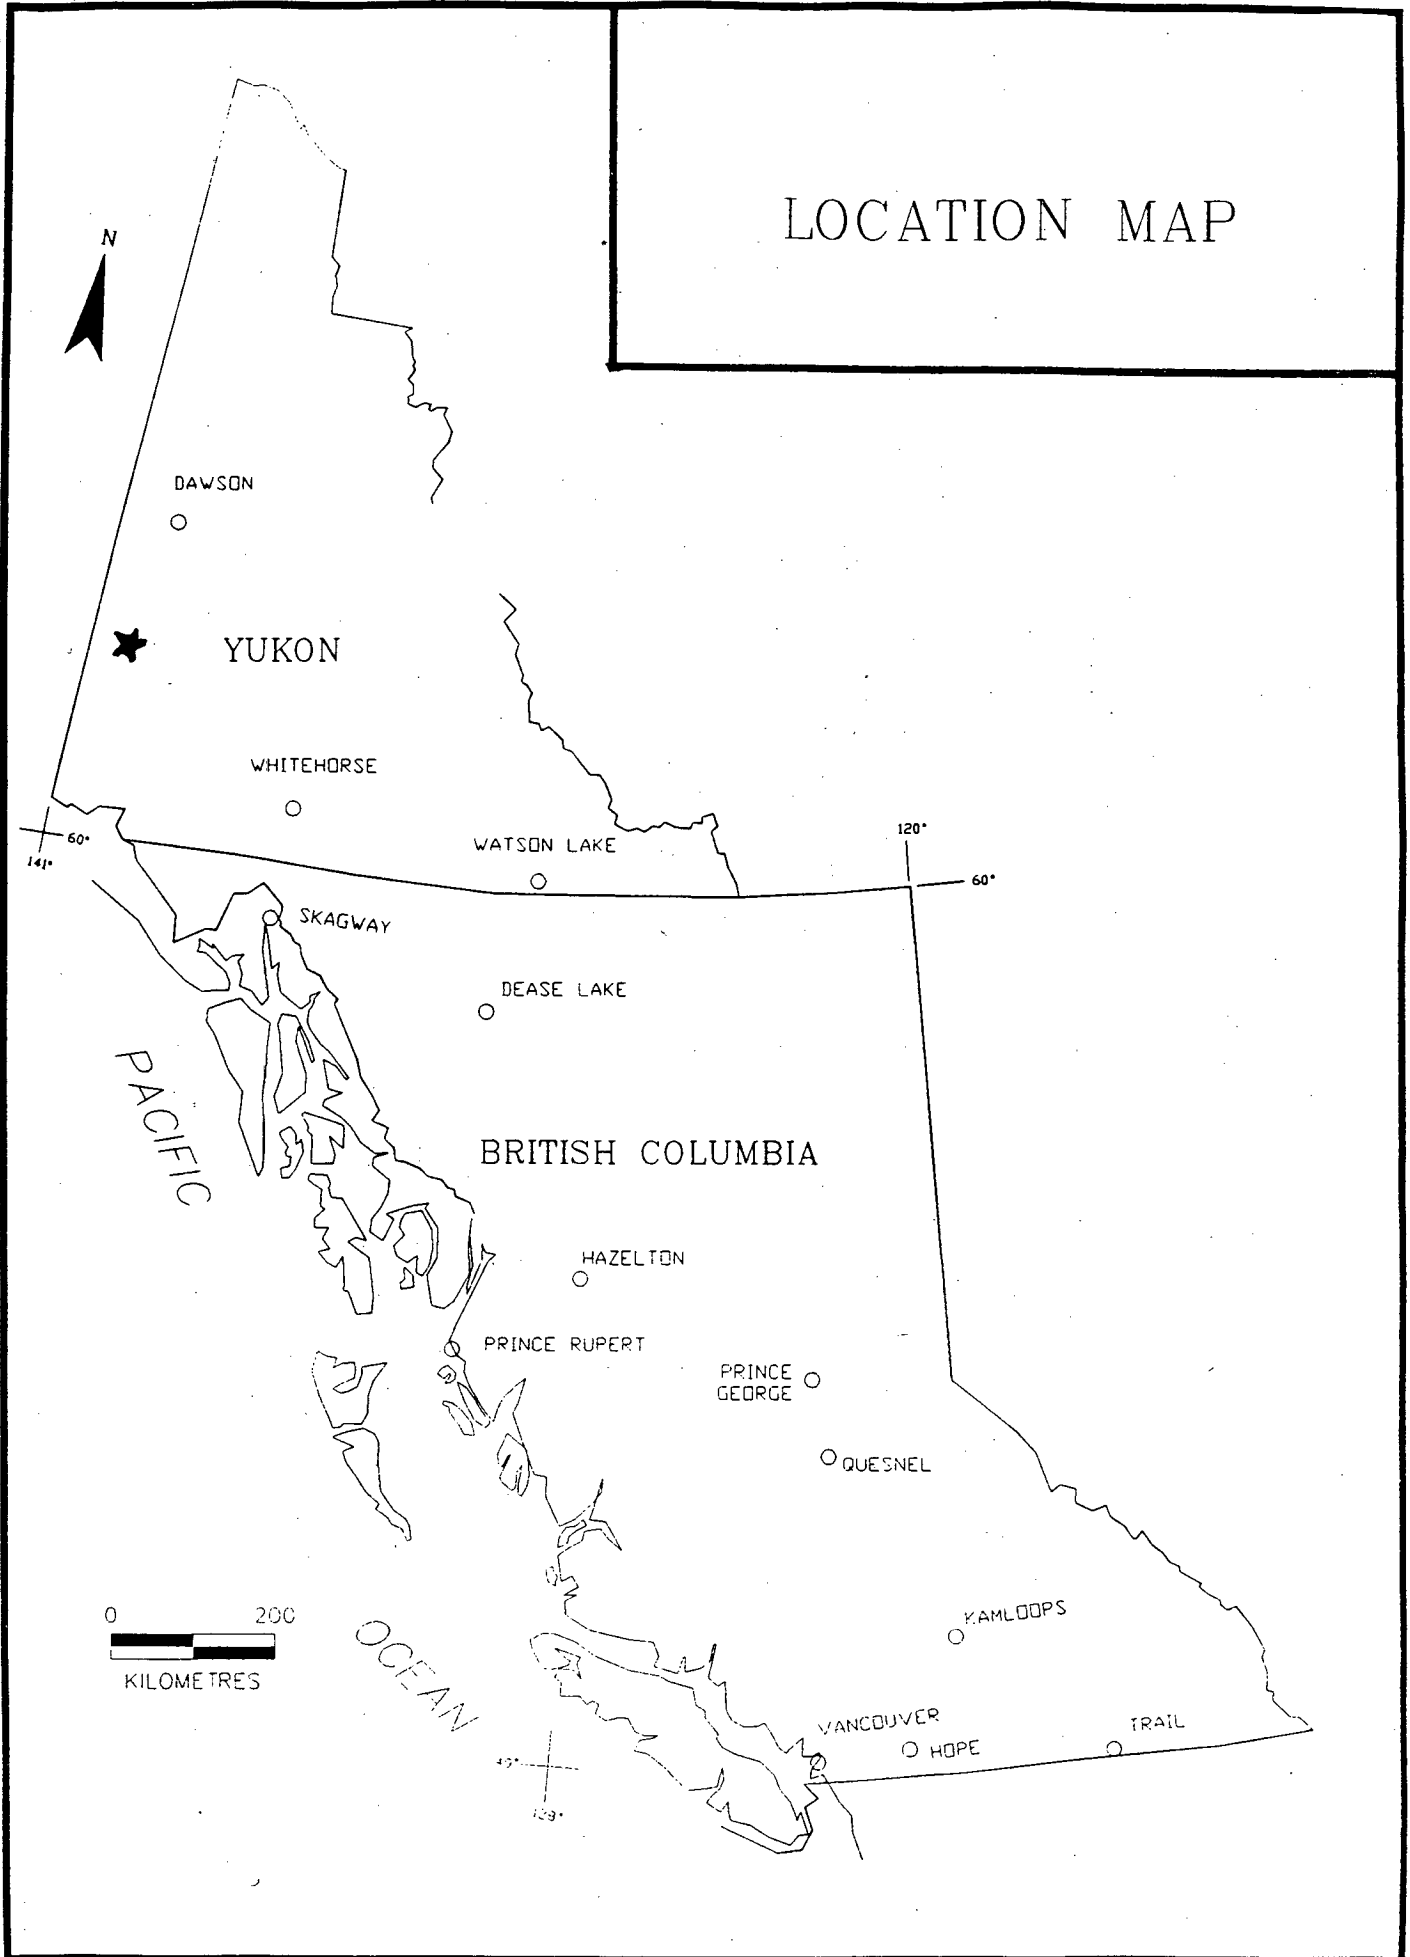 LOCATION MAP
N
DAWSON
YUKON
WHITEHORSE
WATSON LAKE
60°
141°
120°
60°
SKAGWAY
DEASE LAKE
PACIFIC
BRITISH COLUMBIA
HAZELTON
PRINCE RUPERT
PRINCE
GEORGE
QUESNEL
KAMLOOPS
0 200
KILOMETRES
OCEAN
VANCOUVER
HOPE
TRAIL